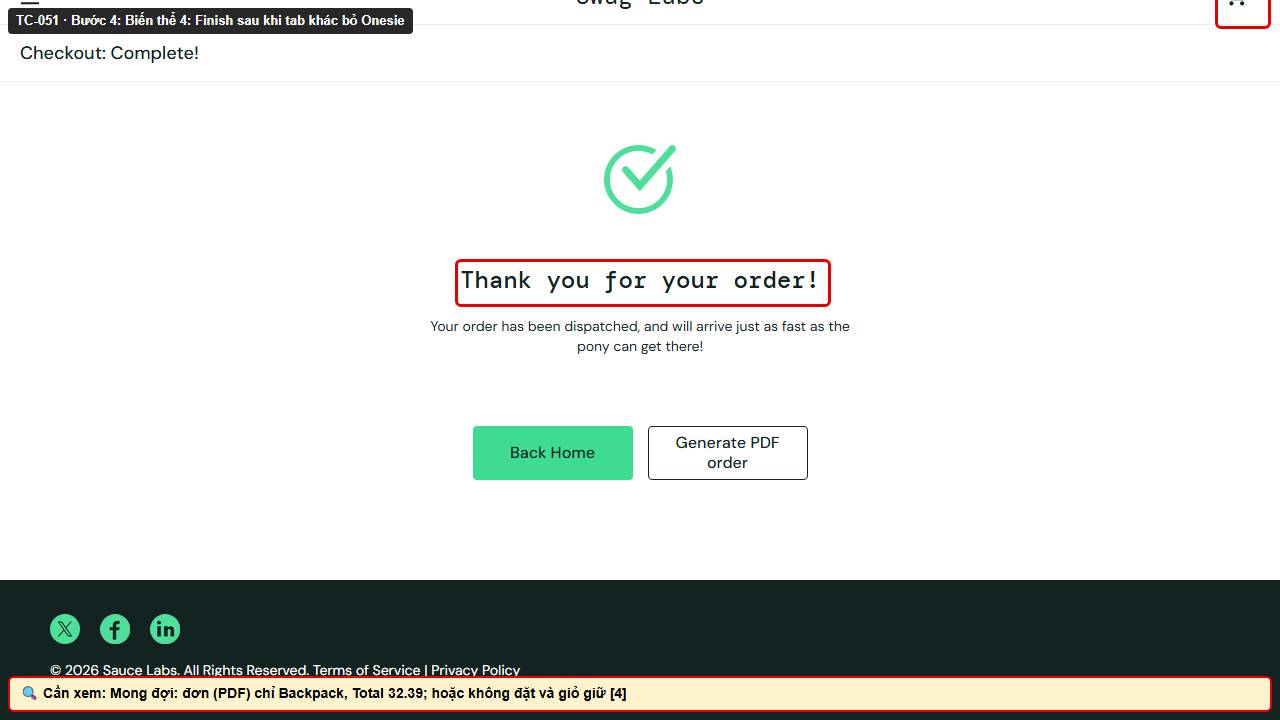 Swag Labs
TC-051 · Bước 4: Biến thể 4: Finish sau khi tab khác bỏ Onesie
Checkout: Complete!
Thank you for your order!
Your order has been dispatched, and will arrive just as fast as the
pony can get there!
Back Home
Generate PDF
order
© 2026 Sauce Labs. All Rights Reserved. Terms of Service | Privacy Policy
Cần xem: Mong đợi: đơn (PDF) chỉ Backpack, Total 32.39; hoặc không đặt và giỏ giữ [4]